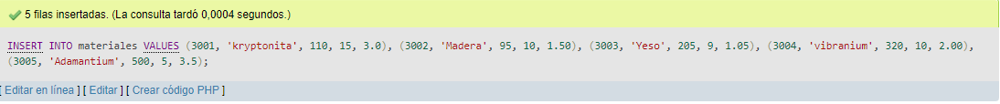 5 filas insertadas. (La consulta tardó 0,0004 segundos.)
INSERT INTO materiales VALUES (3001, 'kryptonita', 110, 15, 3.0), (3002, 'Madera', 95, 10, 1.50), (3003, 'Yeso', 205, 9, 1.05), (3004, 'vibranium', 320, 10, 2.00),
(3005, 'Adamantium', 500, 5, 3.5);
[ Editar en línea ] [ Editar ] [ Crear código PHP ]